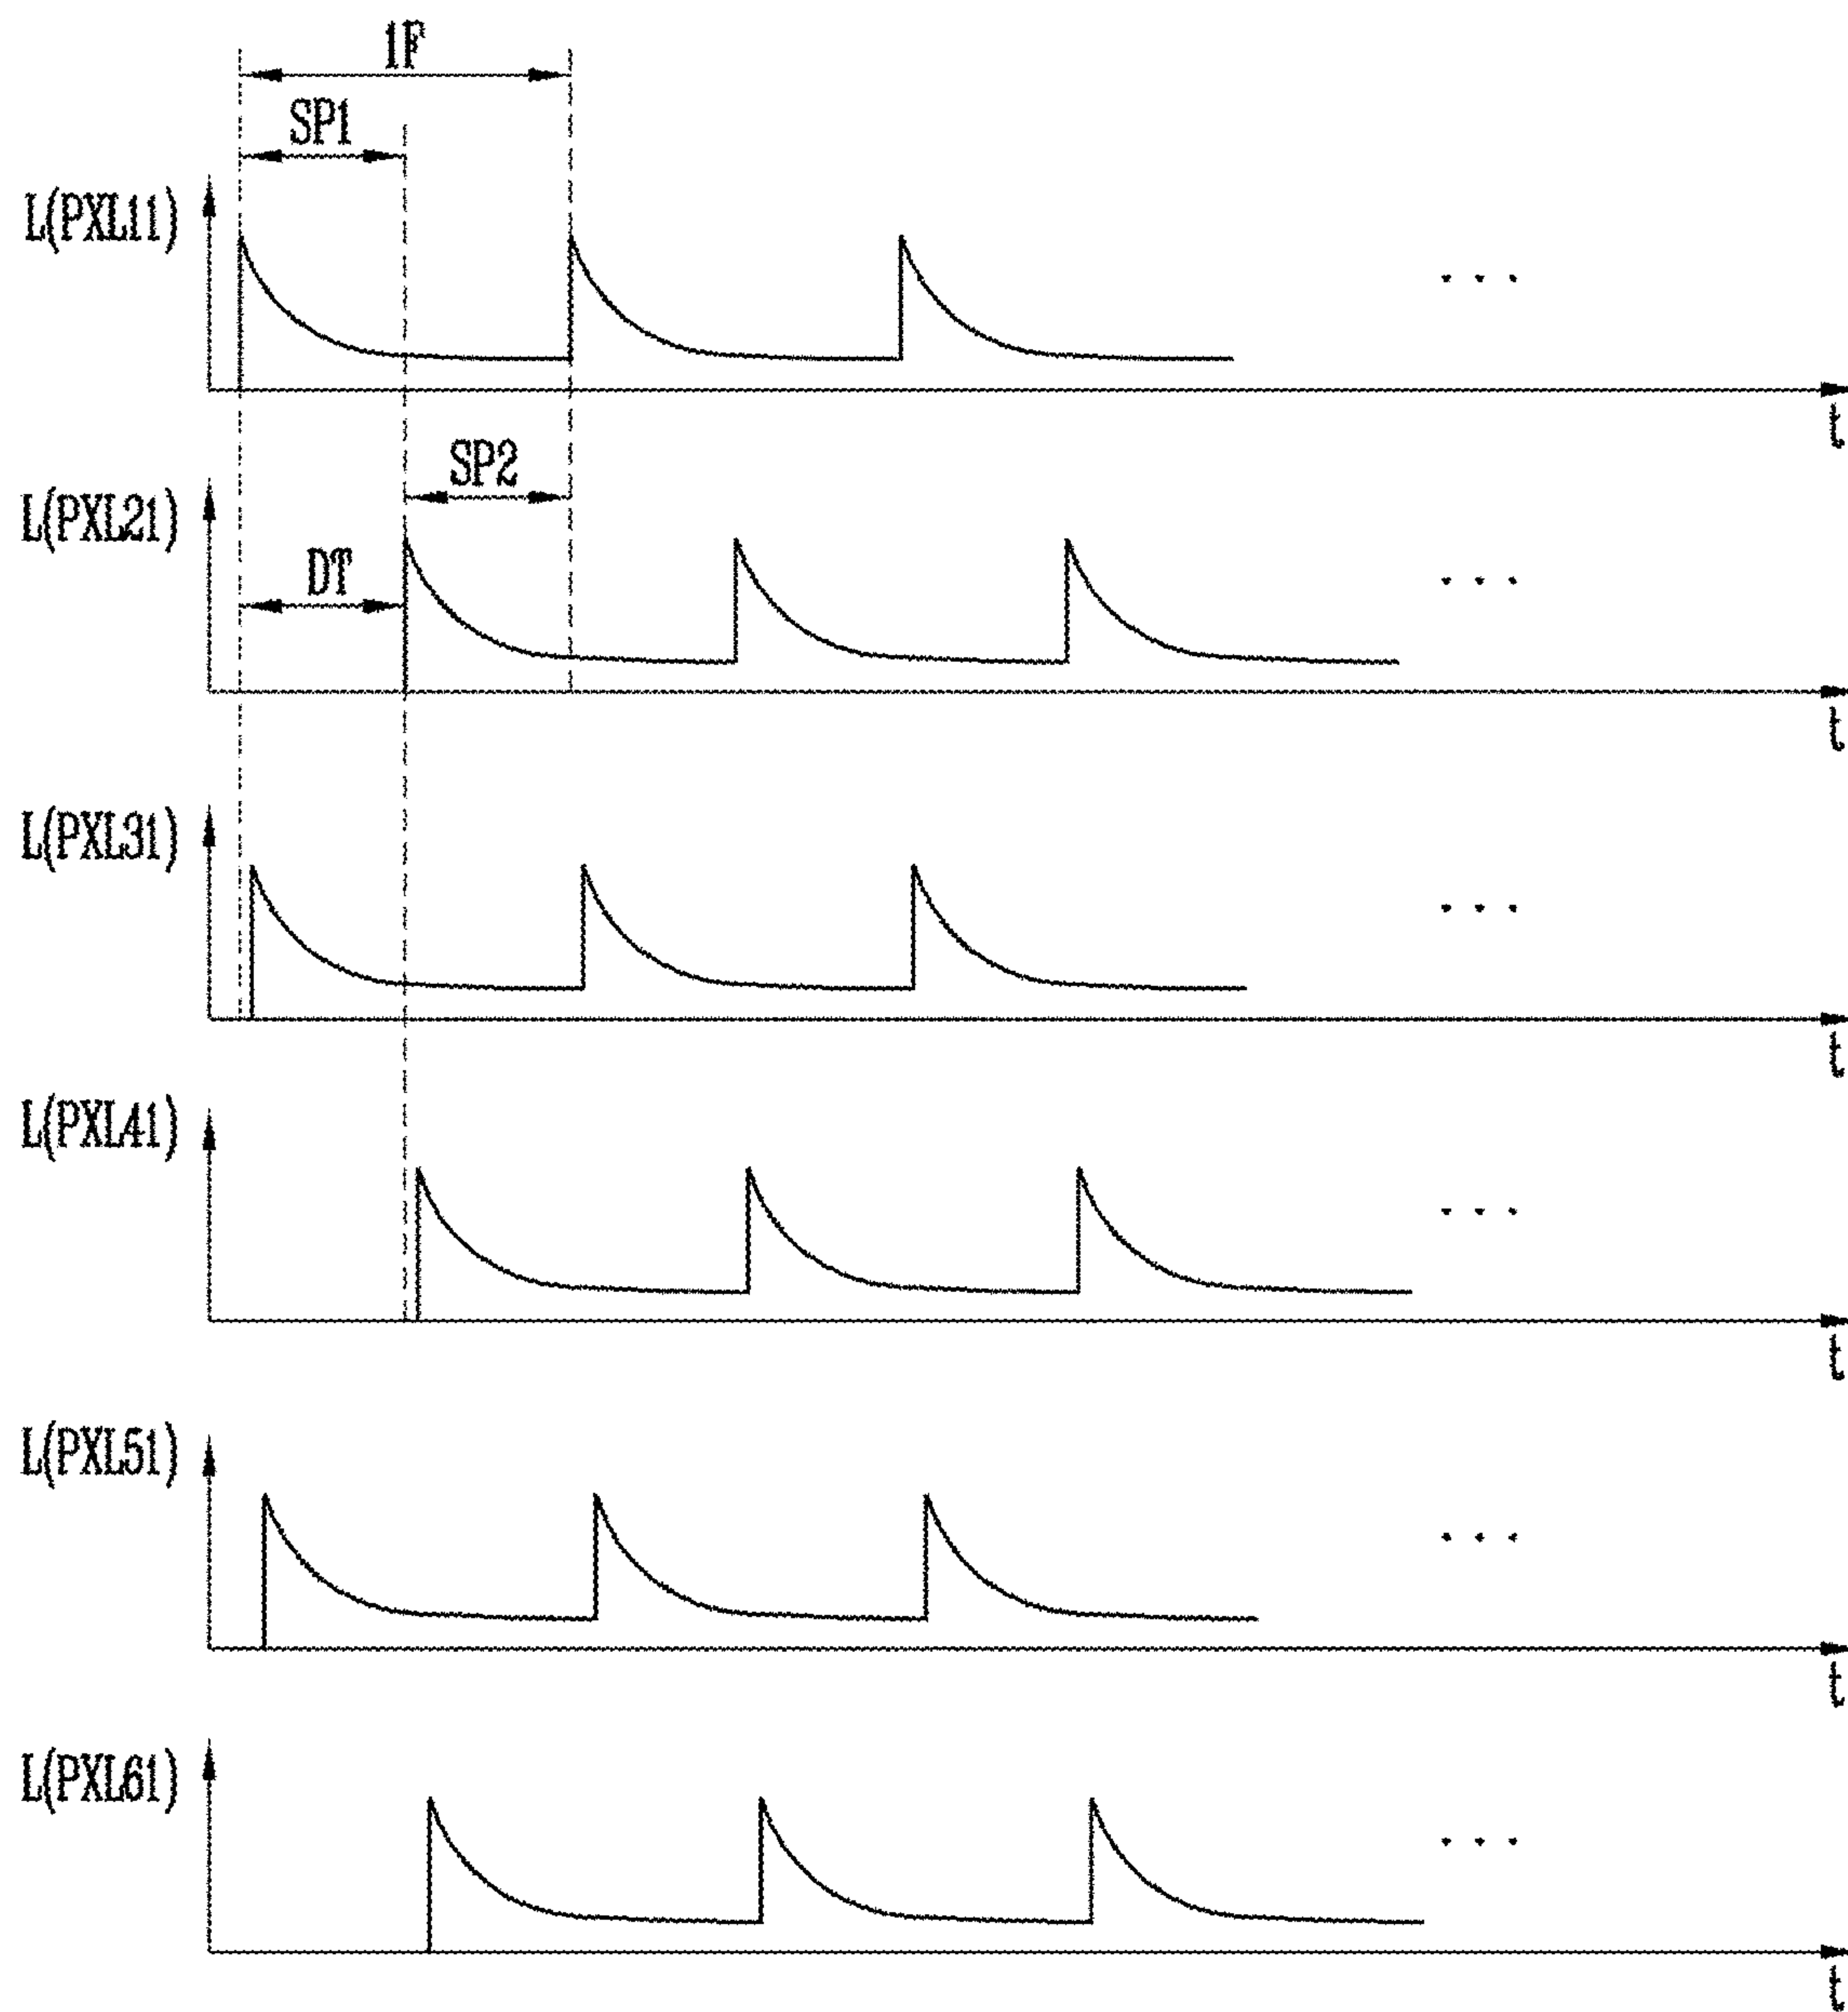 1F
SP1
L(PXL11)
. . .
t
SP2
L(PXL21)
DT
. . .
t
L(PXL31)
. . .
t
L(PXL41)
. . .
t
L(PXL51)
. . .
t
L(PXL61)
. . .
t